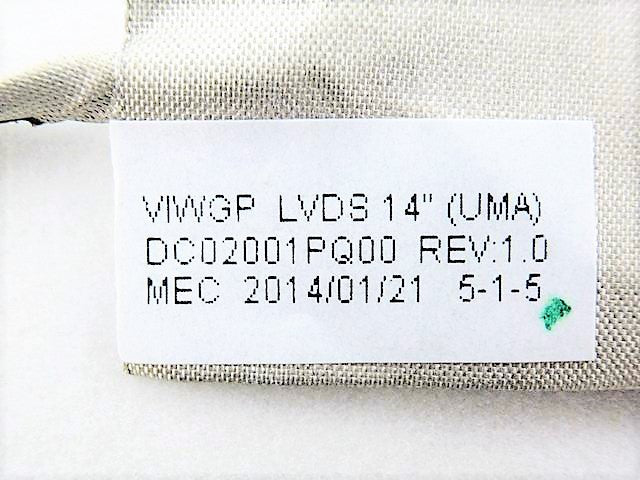 VIWGP LVDS 14" (UMA)
DC02001PQ00 REV:1.0
MEC 2014/01/21 5-1-5